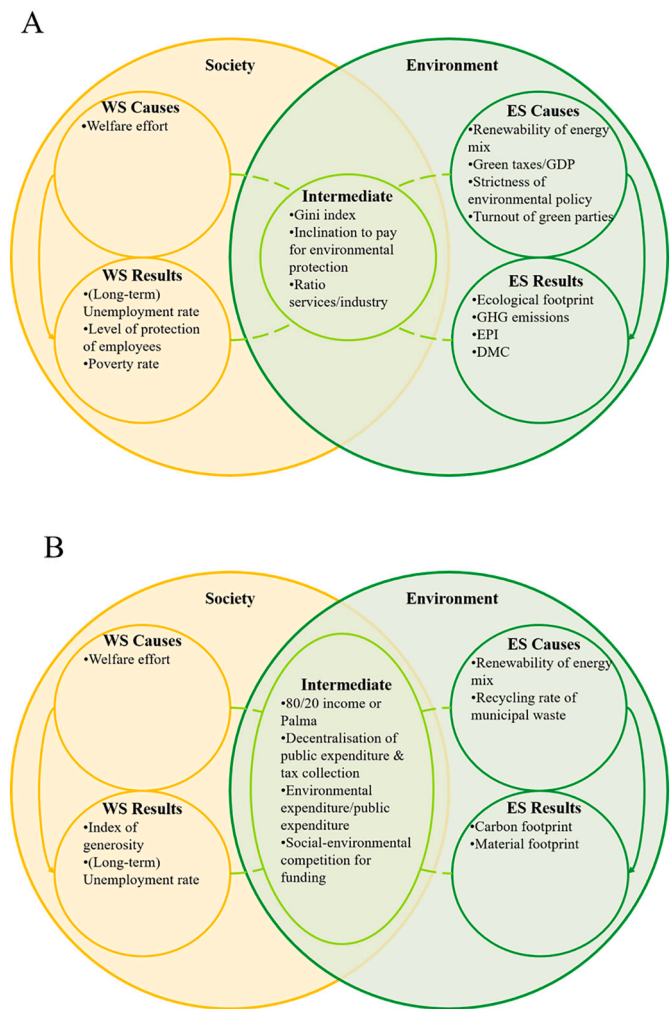 A
Society
Environment
WS Causes
•Welfare effort
ES Causes
•Renewability of energy
mix
•Green taxes/GDP
•Strictness of
environmental policy
•Turnout of green parties
Intermediate
•Gini index
•Inclination to pay
for environmental
protection
•Ratio
services/industry
WS Results
•(Long-term)
Unemployment rate
•Level of protection
of employees
•Poverty rate
ES Results
•Ecological footprint
•GHG emissions
•EPI
•DMC
B
Society
Environment
WS Causes
•Welfare effort
ES Causes
•Renewability of energy
mix
•Recycling rate of
municipal waste
Intermediate
•80/20 income or
Palma
•Decentralisation of
public expenditure &
tax collection
•Environmental
expenditure/public
expenditure
•Social-environmental
competition for
funding
WS Results
•Index of
generosity
•(Long-term)
Unemployment rate
ES Results
•Carbon footprint
•Material footprint